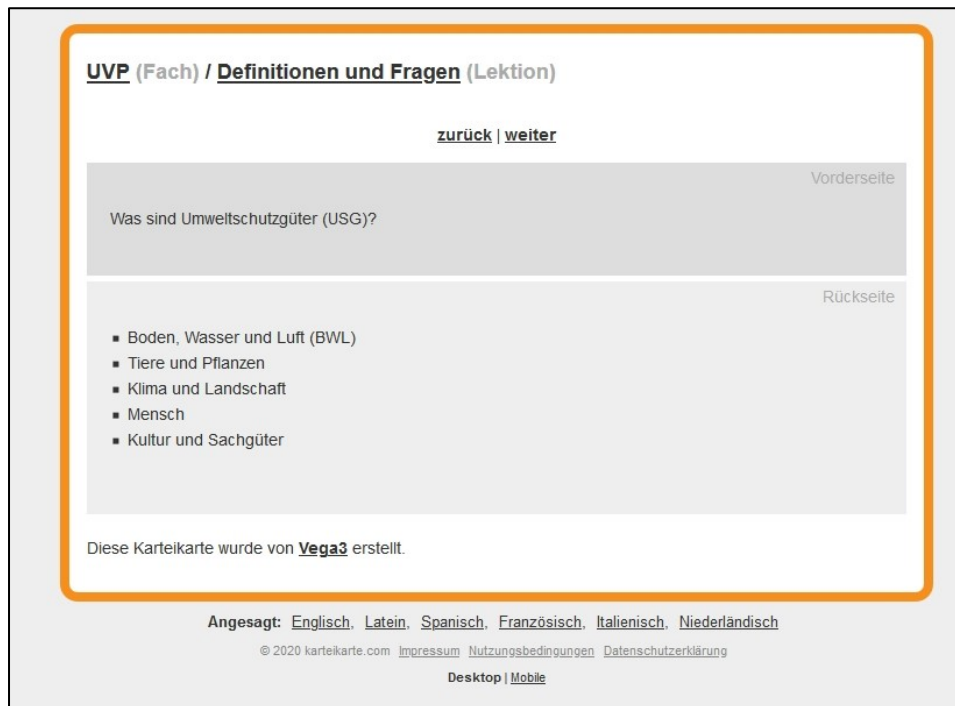 UVP (Fach) / Definitionen und Fragen (Lektion)
zurück | weiter
Vorderseite
Was sind Umweltschutzgüter (USG)?
Rückseite
▪ Boden, Wasser und Luft (BWL)
▪ Tiere und Pflanzen
▪ Klima und Landschaft
▪ Mensch
▪ Kultur und Sachgüter
Diese Karteikarte wurde von Vega3 erstellt.
Angesagt: Englisch, Latein, Spanisch, Französisch, Italienisch, Niederländisch
© 2020 karteikarte.com Impressum Nutzungsbedingungen Datenschutzerklärung
Desktop | Mobile